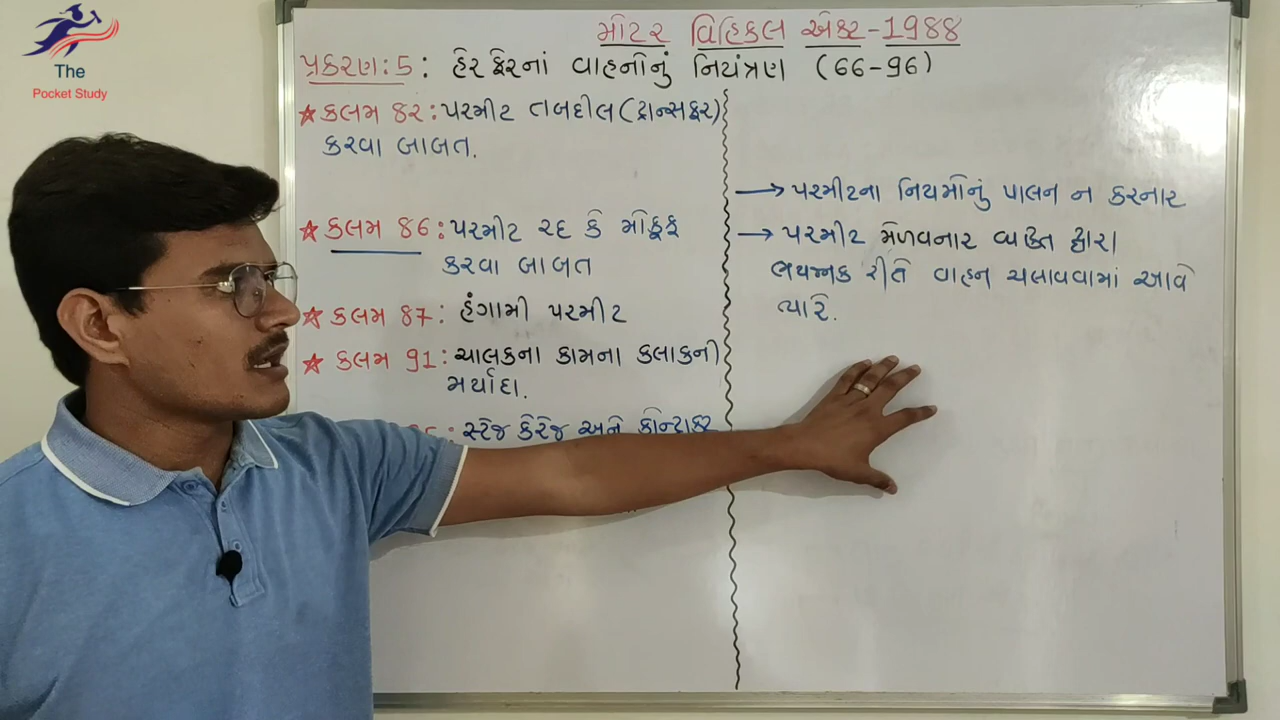 The
Pocket Study
મોટર વિહિકલ એક્ટ-1988
પ્રકરણ:5: હેરફેરનાં વાહનોનું નિયંત્રણ (66-96)
★ કલમ 82: પરમીટ તબદીલ (ટ્રાન્સફર)
કરવા બાબત.
★ કલમ 86: પરમીટ રદ કે મોકૂફ
કરવા બાબત
★ કલમ 87: હંગામી પરમીટ
★ કલમ 91: ચાલકના કામના કલાકની
મર્યાદા.
સ્ટેજ કેરેજ અને કોન્ટ્રાક્ટ
→ પરમીટના નિયમોનું પાલન ન કરનાર
→ પરમીટ મેળવનાર વ્યક્તિ દ્વારા
ભયજનક રીતે વાહન ચલાવવામાં આવે
ત્યારે.